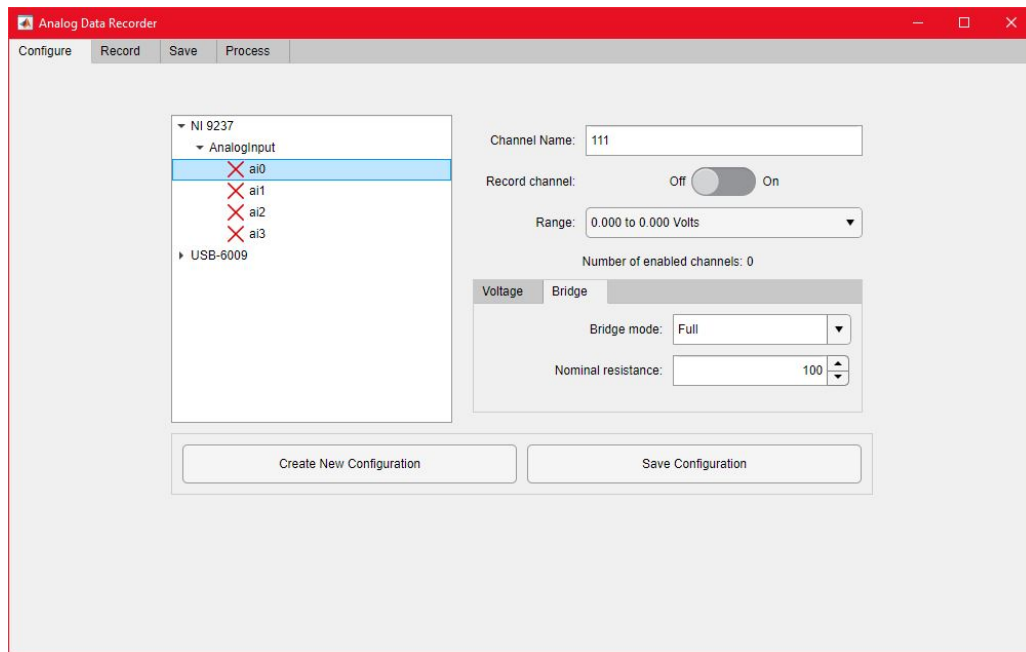 Analog Data Recorder
Configure Record Save Process
NI 9237
AnalogInput
ai0
ai1
ai2
ai3
USB-6009
Channel Name: 111
Record channel: Off On
Range: 0.000 to 0.000 Volts
Number of enabled channels: 0
Voltage Bridge
Bridge mode: Full
Nominal resistance: 100
Create New Configuration Save Configuration